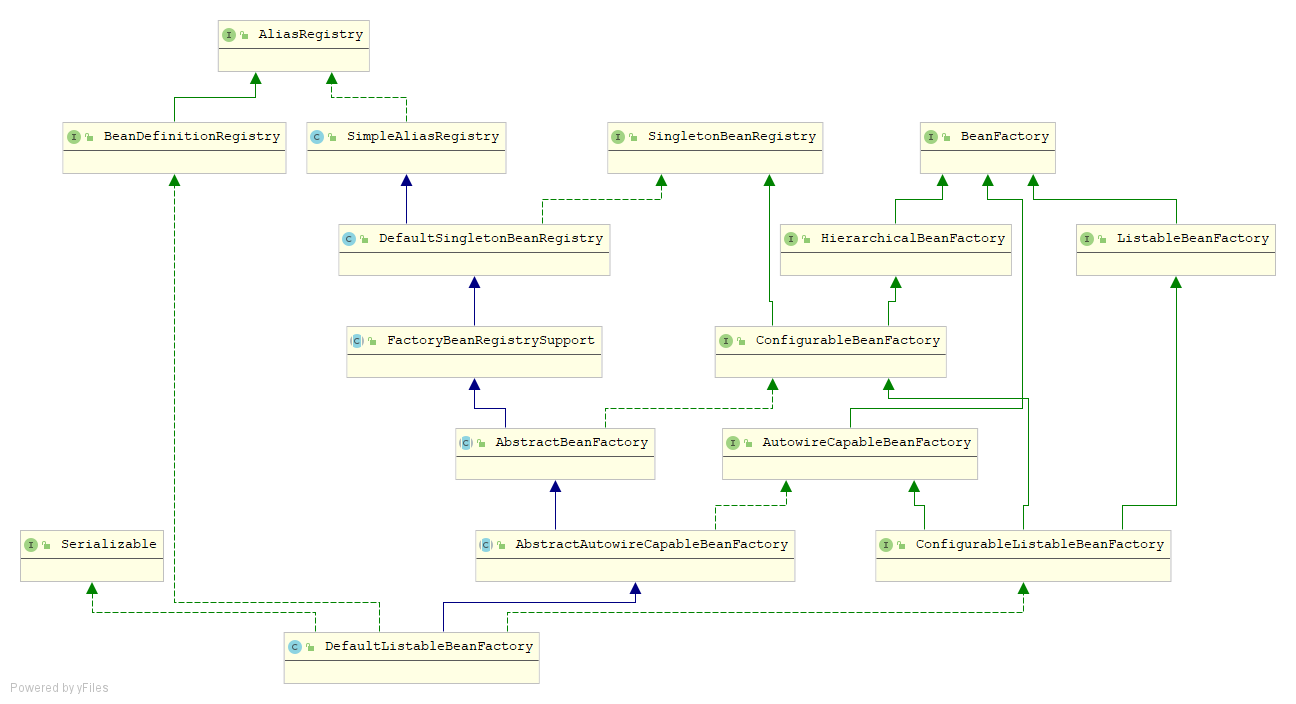 AliasRegistry
BeanDefinitionRegistry
SimpleAliasRegistry
SingletonBeanRegistry
BeanFactory
DefaultSingletonBeanRegistry
HierarchicalBeanFactory
ListableBeanFactory
FactoryBeanRegistrySupport
ConfigurableBeanFactory
AbstractBeanFactory
AutowireCapableBeanFactory
Serializable
AbstractAutowireCapableBeanFactory
ConfigurableListableBeanFactory
DefaultListableBeanFactory
Powered by yFiles